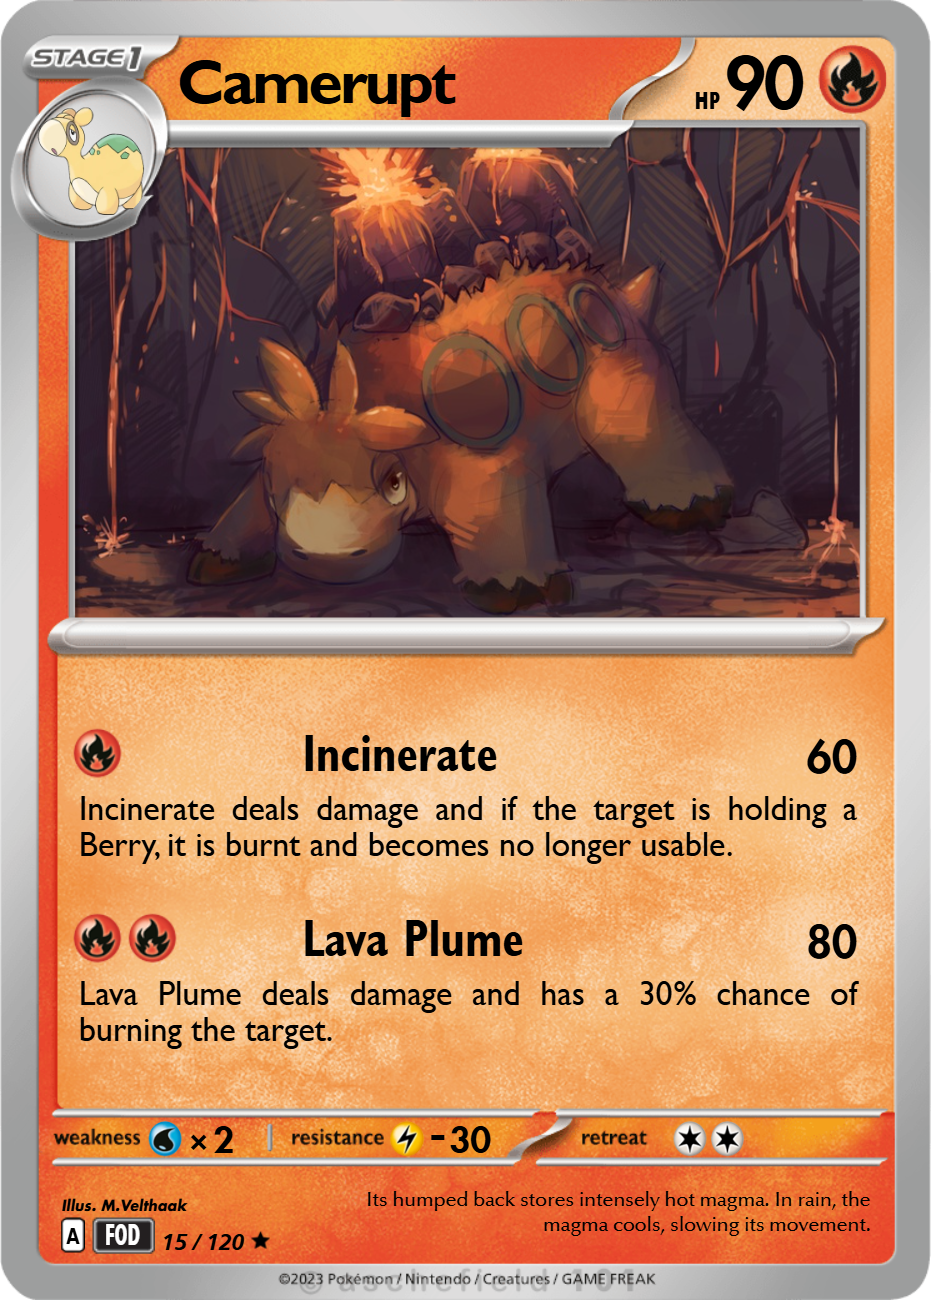 STAGE 1
Camerupt
HP 90
Incinerate 60
Incinerate deals damage and if the target is holding a
Berry, it is burnt and becomes no longer usable.
Lava Plume 80
Lava Plume deals damage and has a 30% chance of
burning the target.
weakness × 2 resistance -30 retreat
Illus. M.Velthaak
Its humped back stores intensely hot magma. In rain, the
magma cools, slowing its movement.
A FOD 15 / 120 ★
©2023 Pokémon / Nintendo / Creatures / GAME FREAK